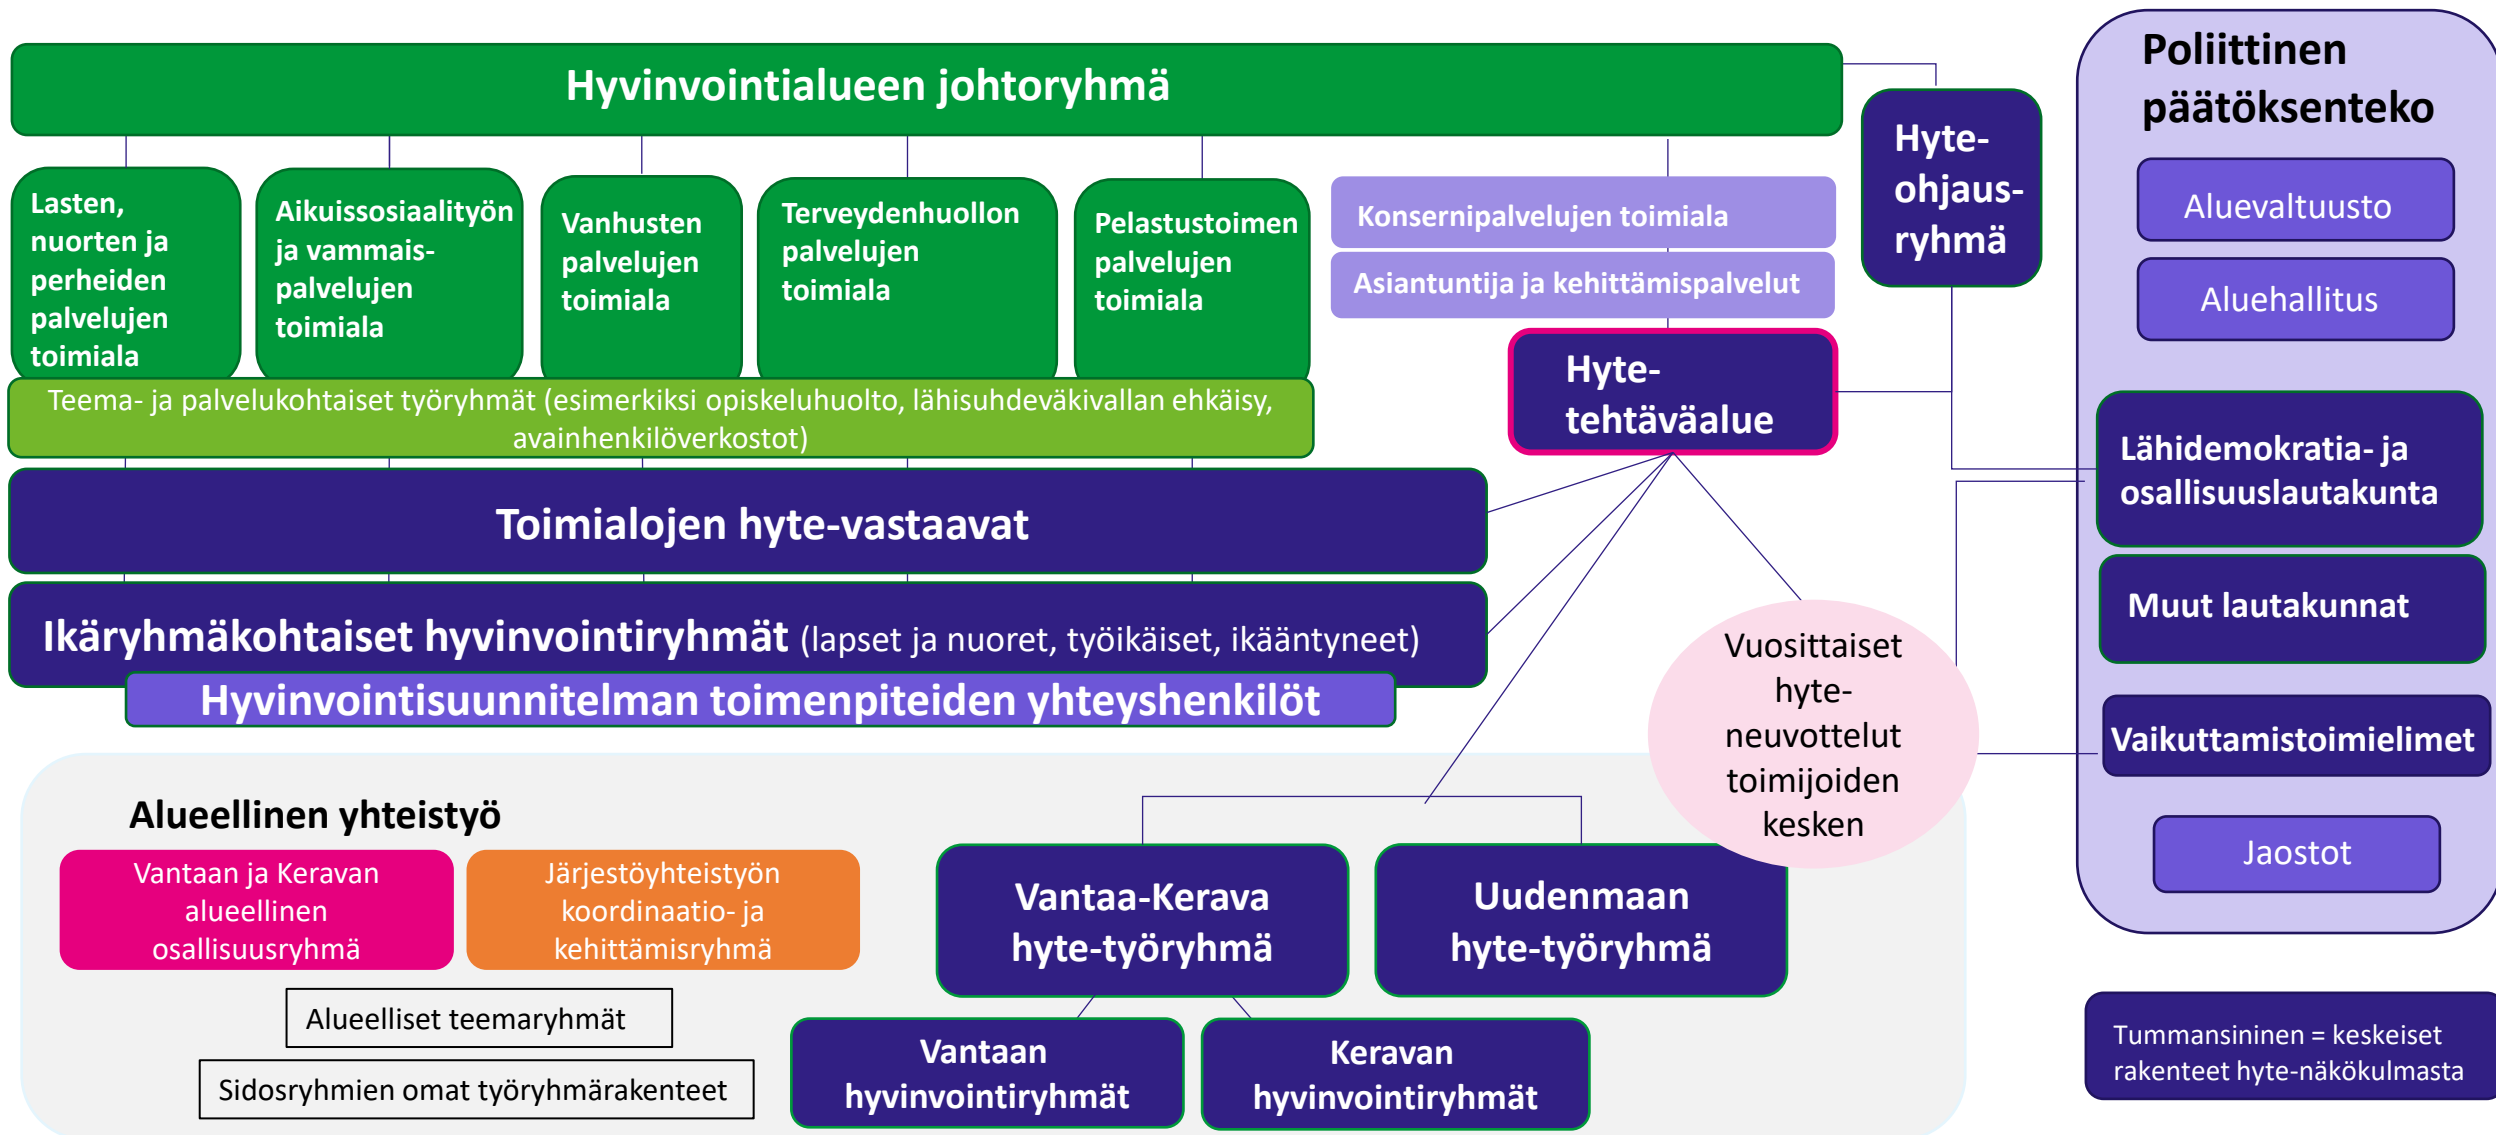 Hyvinvointialueen johtoryhmä
Lasten,
nuorten ja
perheiden
palvelujen
toimiala
Aikuissosiaalityön
ja vammais-
palvelujen
toimiala
Vanhusten
palvelujen
toimiala
Terveydenhuollon
palvelujen
toimiala
Pelastustoimen
palvelujen
toimiala
Konsernipalvelujen toimiala
Asiantuntija ja kehittämispalvelut
Hyte-
ohjaus-
ryhmä
Hyte-
tehtäväalue
Teema- ja palvelukohtaiset työryhmät (esimerkiksi opiskeluhuolto, lähisuhdeväkivallan ehkäisy,
avainhenkilöverkostot)
Toimialojen hyte-vastaavat
Ikäryhmäkohtaiset hyvinvointiryhmät (lapset ja nuoret, työikäiset, ikääntyneet)
Hyvinvointisuunnitelman toimenpiteiden yhteyshenkilöt
Vuosittaiset
hyte-
neuvottelut
toimijoiden
kesken
Alueellinen yhteistyö
Vantaan ja Keravan
alueellinen
osallisuusryhmä
Järjestöyhteistyön
koordinaatio- ja
kehittämisryhmä
Alueelliset teemaryhmät
Sidosryhmien omat työryhmärakenteet
Vantaa-Kerava
hyte-työryhmä
Uudenmaan
hyte-työryhmä
Vantaan
hyvinvointiryhmät
Keravan
hyvinvointiryhmät
Poliittinen
päätöksenteko
Aluevaltuusto
Aluehallitus
Lähidemokratia- ja
osallisuuslautakunta
Muut lautakunnat
Vaikuttamistoimielimet
Jaostot
Tummansininen = keskeiset
rakenteet hyte-näkökulmasta